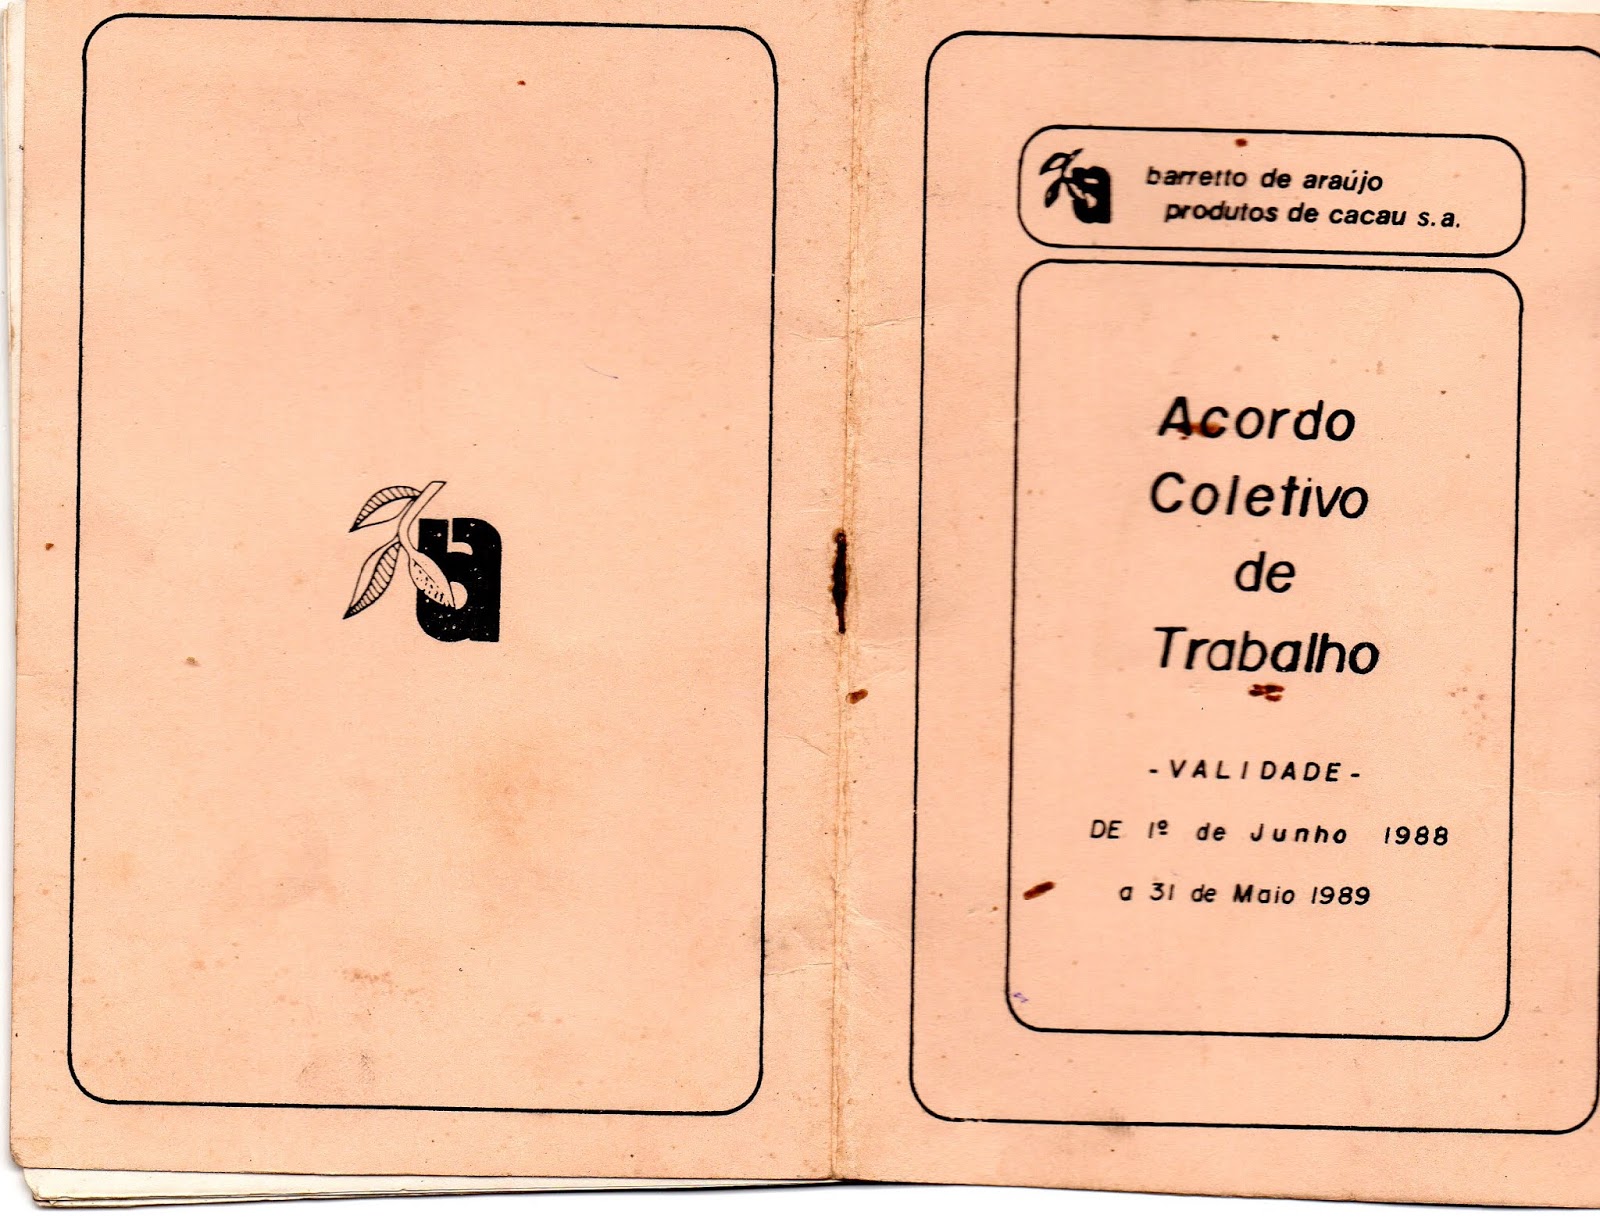 barretto de araújo
produtos de cacau s.a.
Acordo
Coletivo
de
Trabalho
-VALIDADE-
DE 1º de Junho 1988
a 31 de Maio 1989